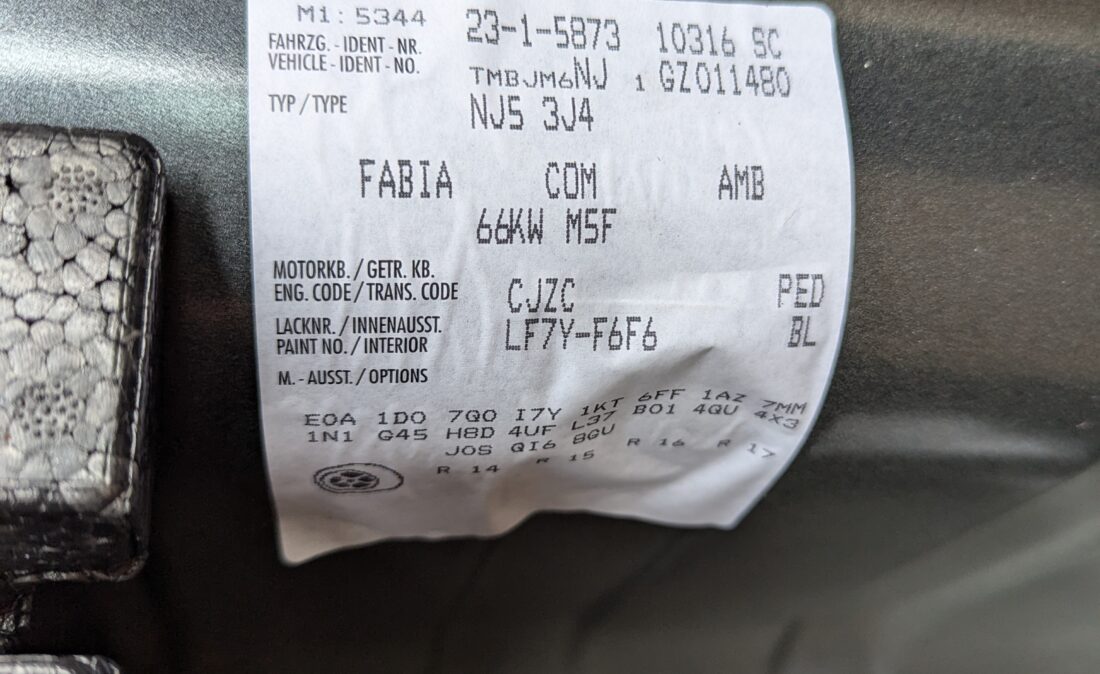 M1: 5344
23-1-5873 10316 SC
FAHRZG. - IDENT - NR.
VEHICLE - IDENT - NO.
TMBJM6NJ 1 GZ011480
TYP / TYPE
NJ5 3J4
FABIA COM AMB
66KW M5F
MOTORKB. / GETR. KB.
ENG. CODE / TRANS. CODE
CJZC PED
LACKNR. / INNENAUSST.
PAINT NO. / INTERIOR
LF7Y-F6F6 BL
M. - AUSST. / OPTIONS
E0A 1D0 7Q0 I7Y 1KT 6FF 1AZ 7MM
1N1 G45 H8D 4UF L37 B01 4QU 4X3
J0S QI6 8GU
R 14 R 15 R 16 R 17